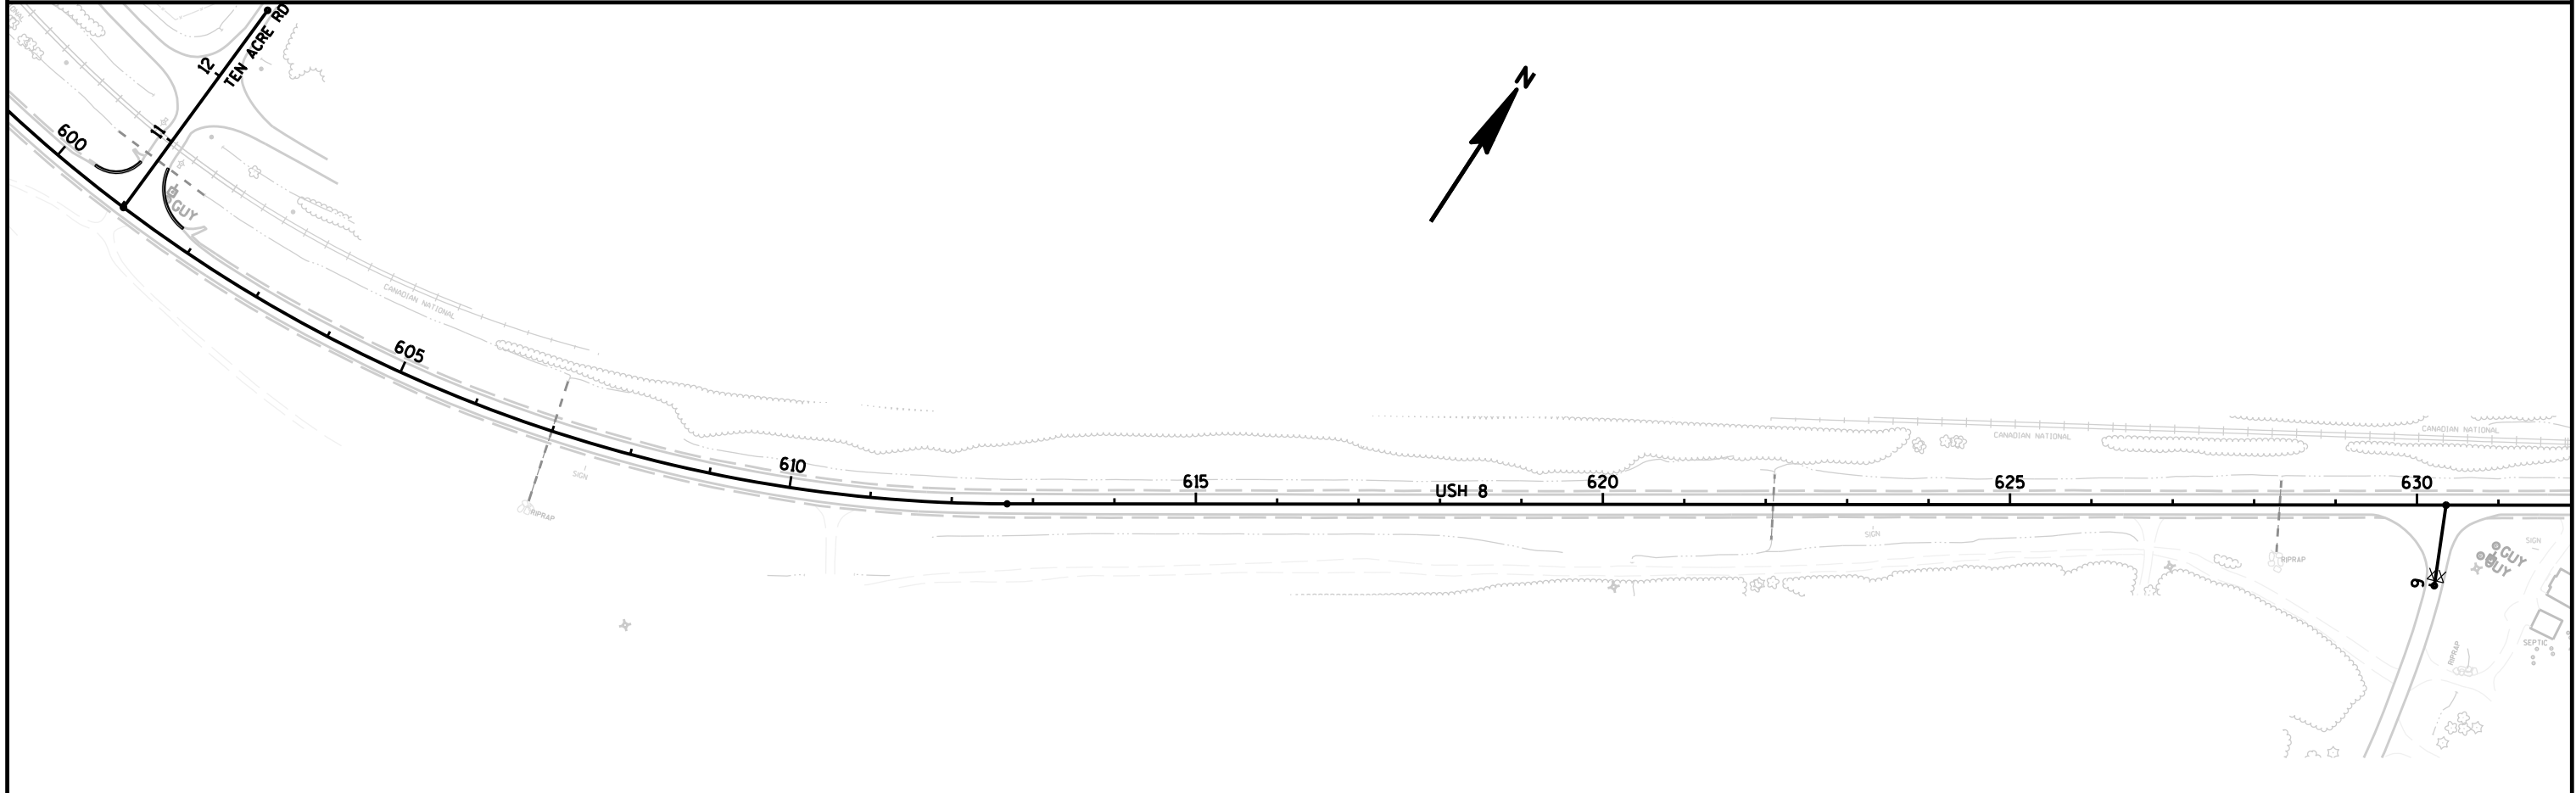 TEN ACRE RD
12
11
N
600
GUY
CANADIAN NATIONAL
605
CANADIAN NATIONAL
CANADIAN NATIONAL
610
615
USH 8
620
625
630
SIGN
RIPRAP
SIGN
RIPRAP
SIGN
GUY
GUY
9
SEPTIC
RIPRAP